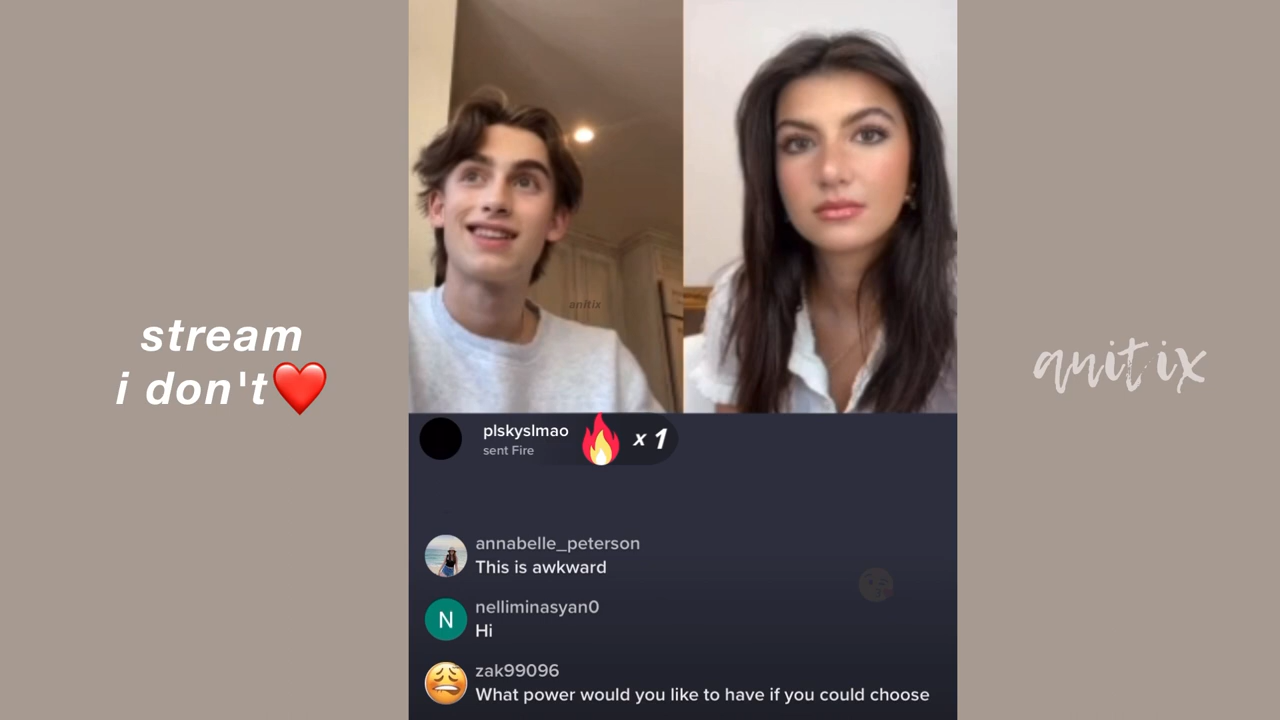 stream
i don't❤️
anitix
plskyslmao
sent Fire
x 1
annabelle_peterson
This is awkward
N
nelliminasyan0
Hi
zak99096
What power would you like to have if you could choose
anitix